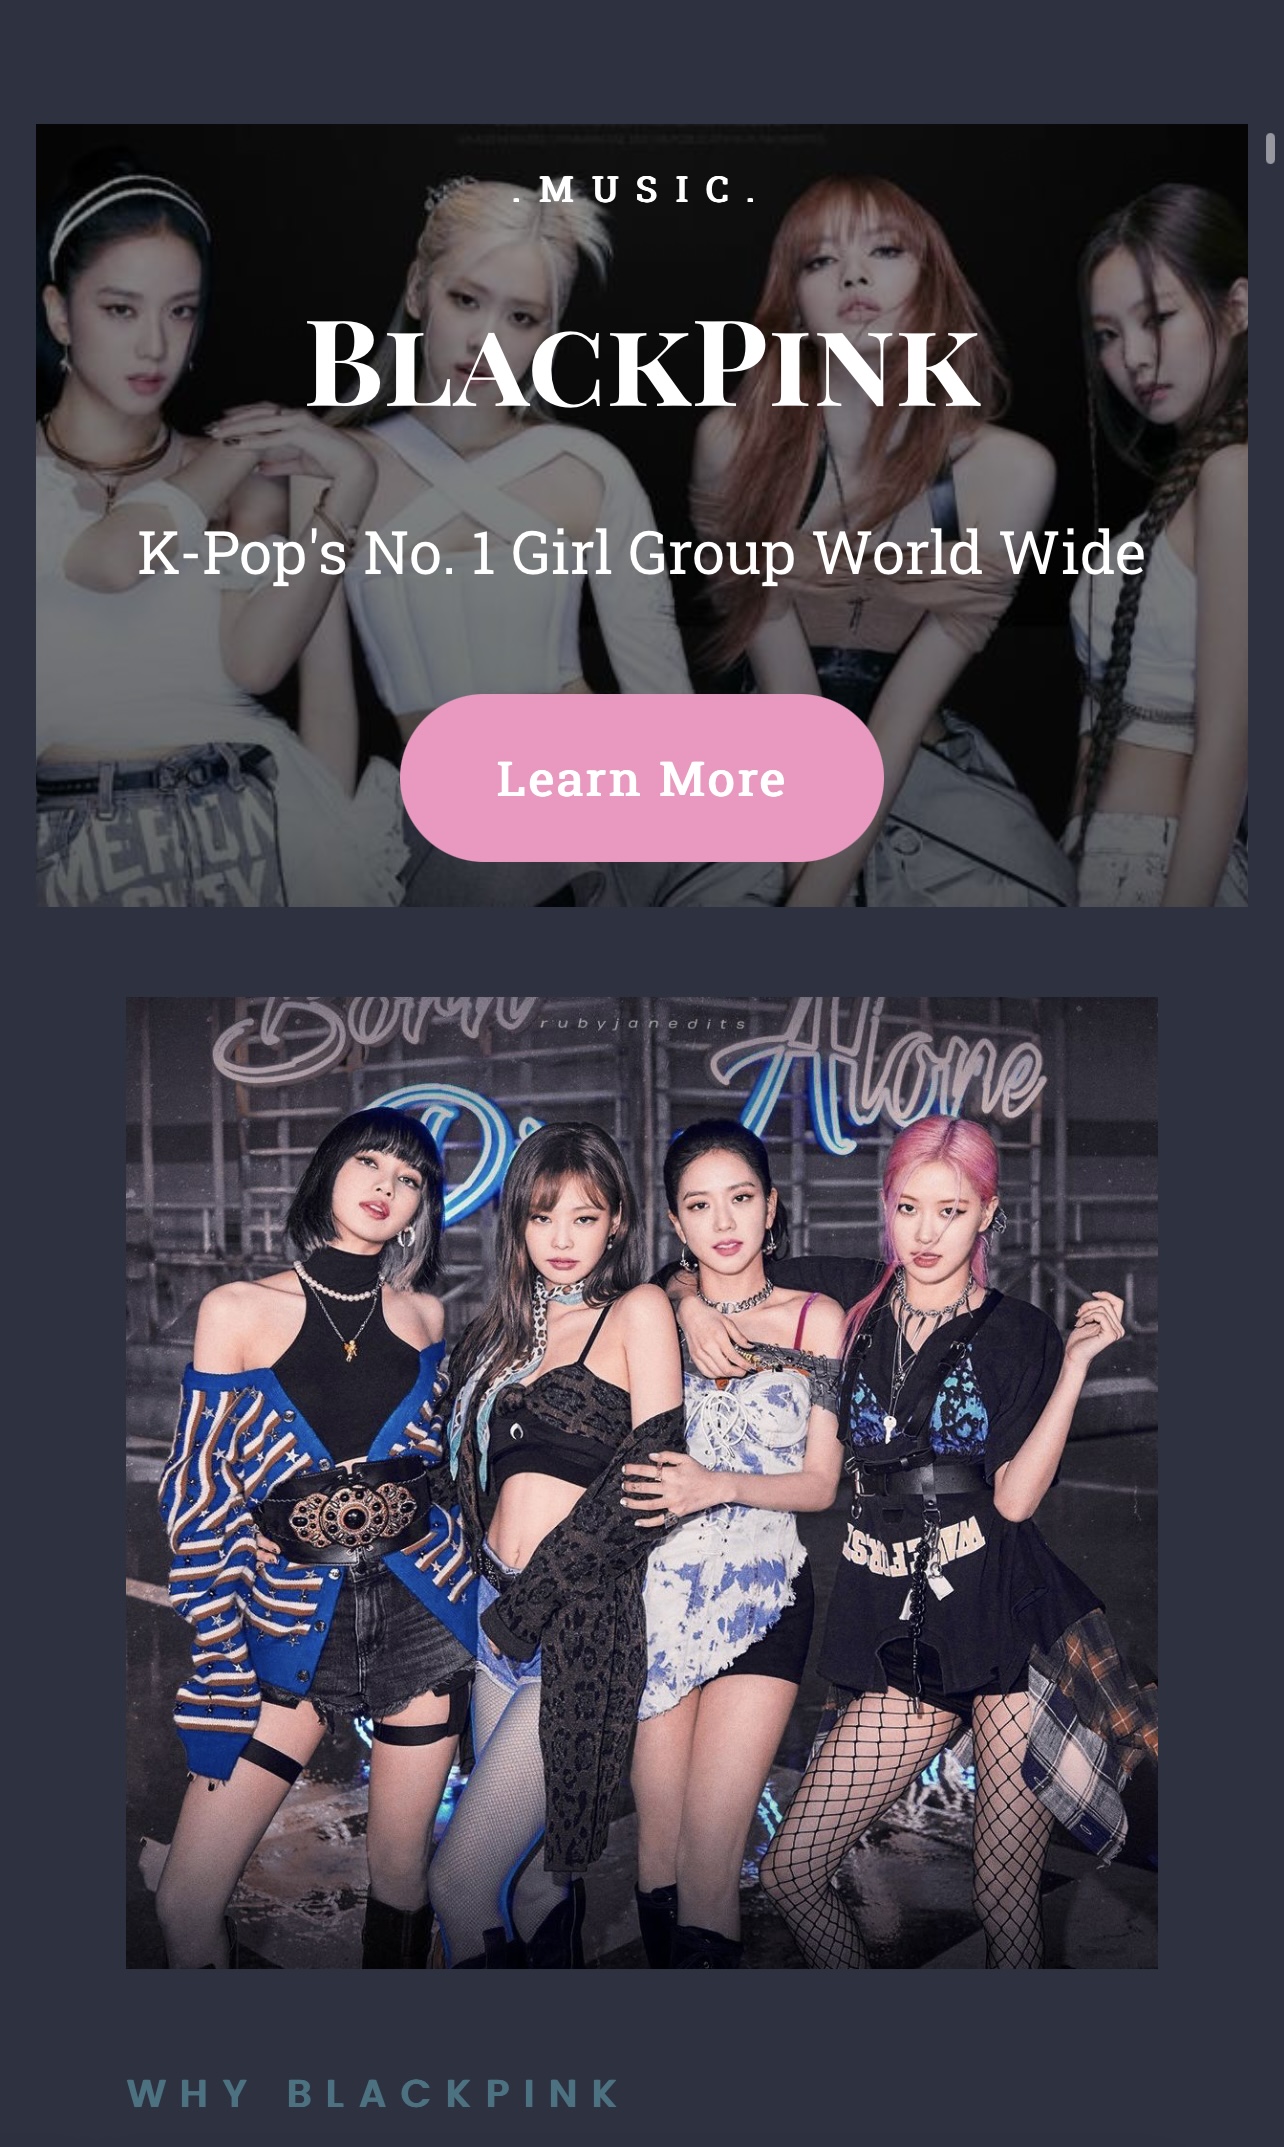 .MUSIC.
BLACKPINK
K-Pop's No. 1 Girl Group World Wide
Learn More
Born Alone
rubyjanedits
WHY BLACKPINK